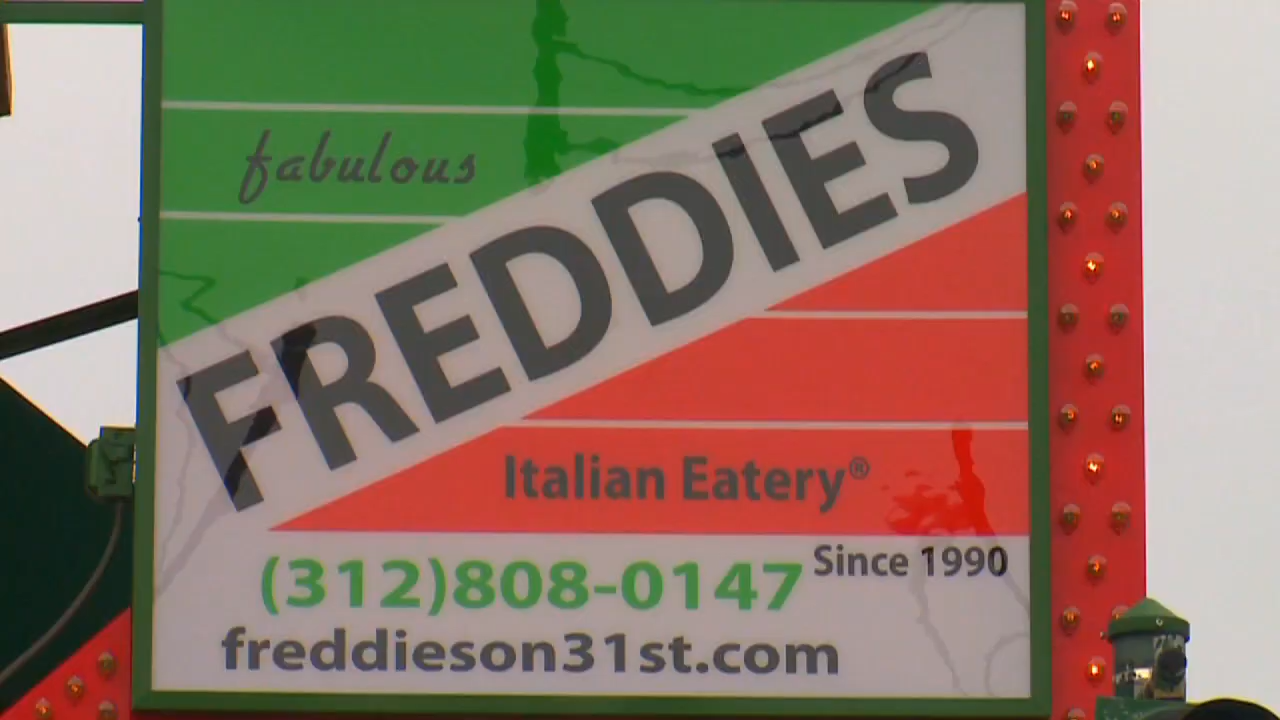 fabulous
FREDDIES
Italian Eatery®
Since 1990
(312)808-0147
freddieson31st.com